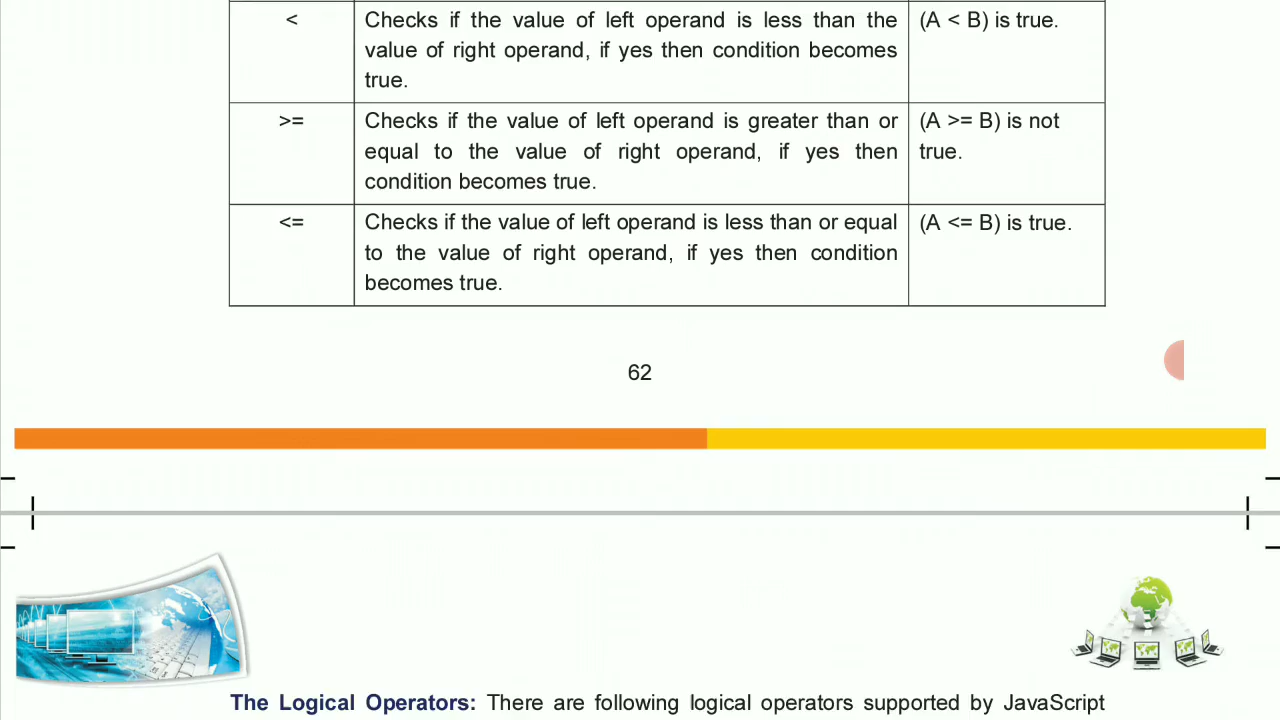 < Checks if the value of left operand is less than the (A < B) is true.
value of right operand, if yes then condition becomes
true.
>= Checks if the value of left operand is greater than or (A >= B) is not
equal to the value of right operand, if yes then true.
condition becomes true.
<= Checks if the value of left operand is less than or equal (A <= B) is true.
to the value of right operand, if yes then condition
becomes true.
62
The Logical Operators: There are following logical operators supported by JavaScript